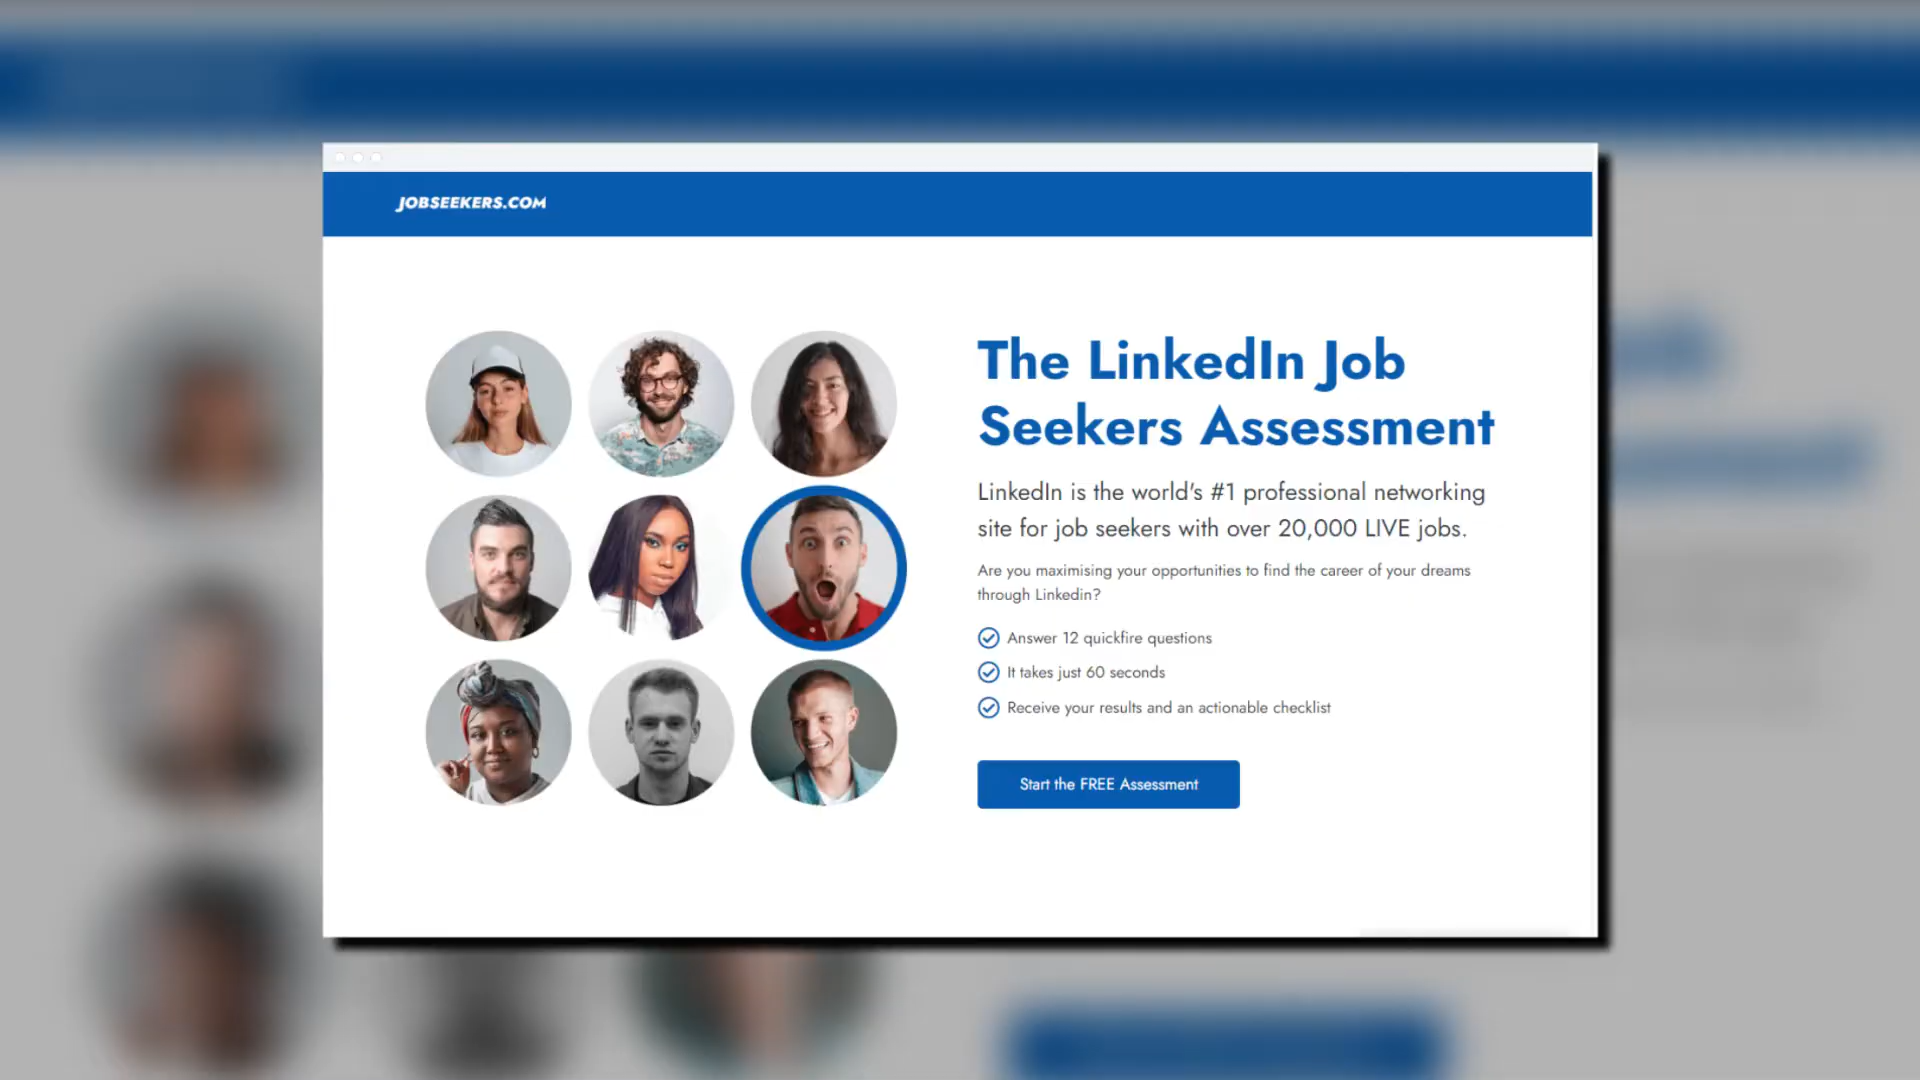 JOBSEEKERS.COM
The LinkedIn Job
Seekers Assessment
LinkedIn is the world's #1 professional networking
site for job seekers with over 20,000 LIVE jobs.
Are you maximising your opportunities to find the career of your dreams
through Linkedin?
Answer 12 quickfire questions
It takes just 60 seconds
Receive your results and an actionable checklist
Start the FREE Assessment